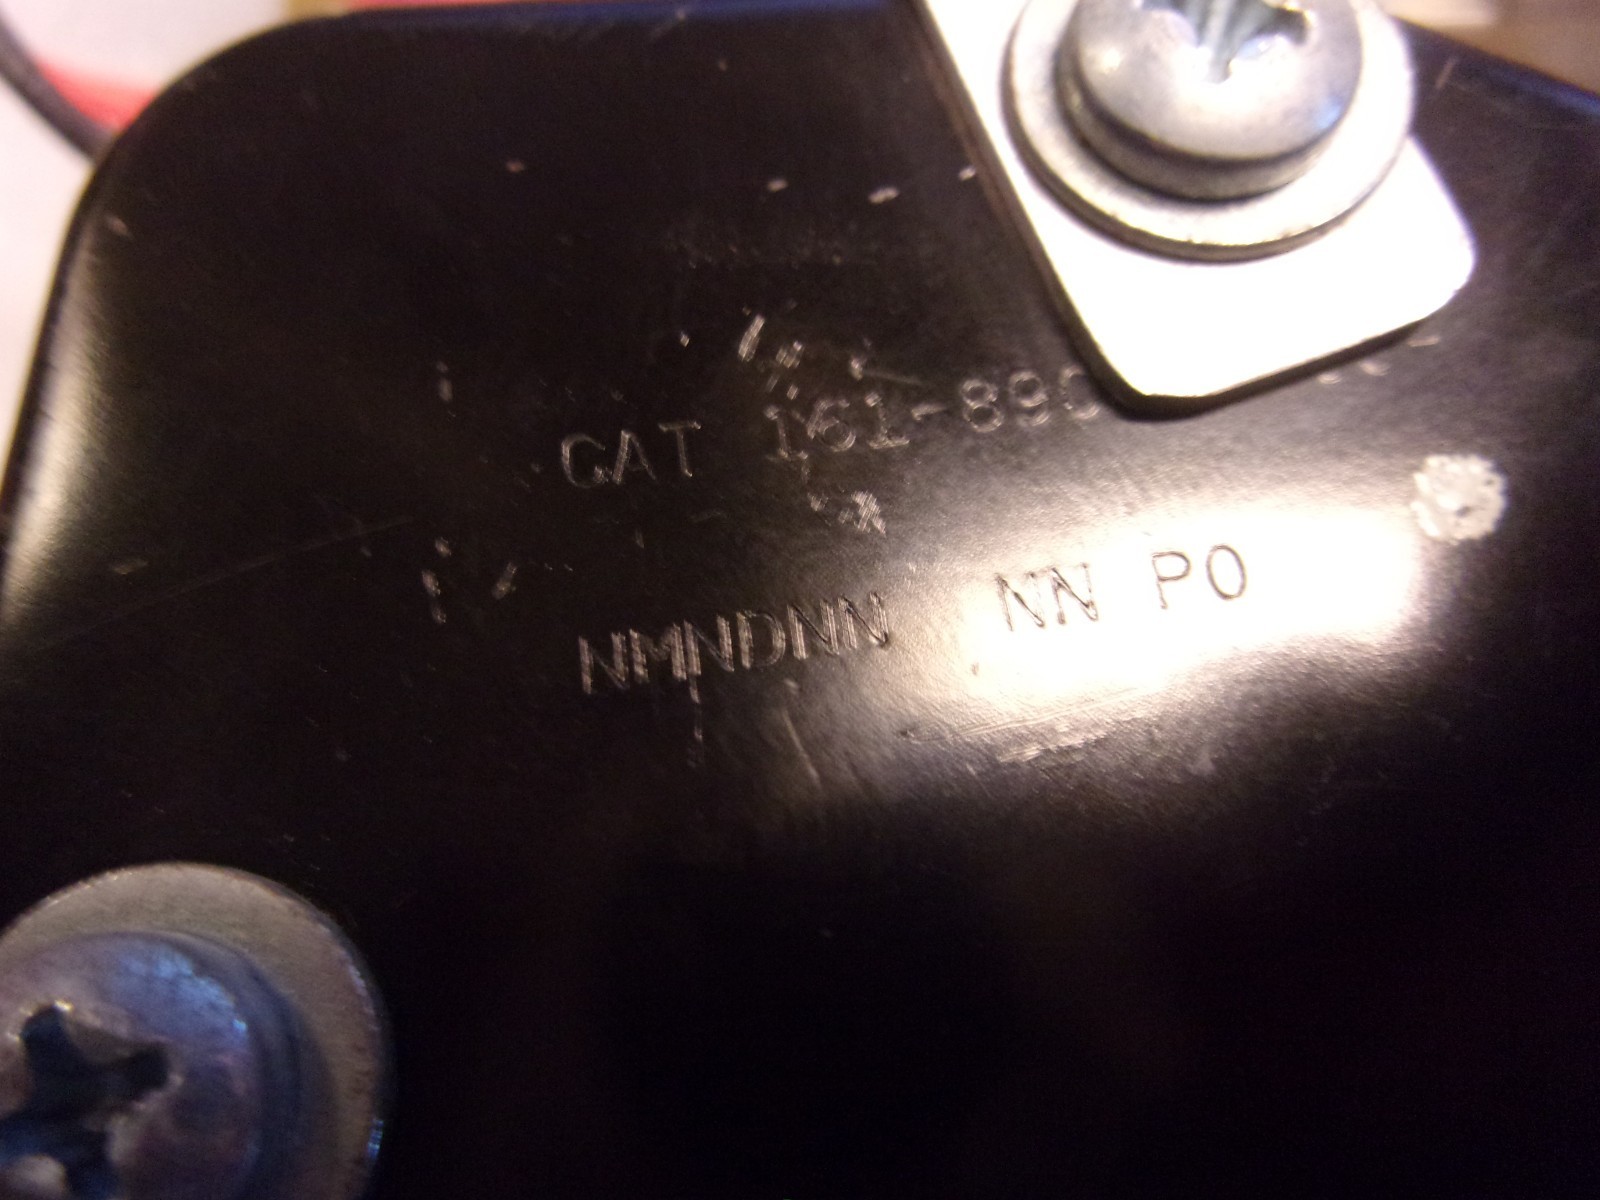 CAT 161-890
NMNDNN NN PO